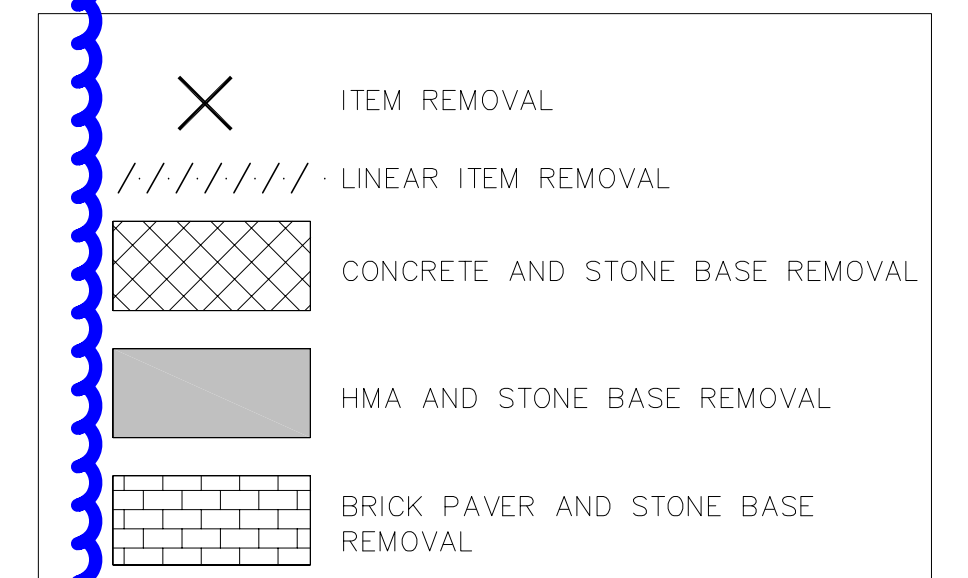 ITEM REMOVAL
LINEAR ITEM REMOVAL
CONCRETE AND STONE BASE REMOVAL
HMA AND STONE BASE REMOVAL
BRICK PAVER AND STONE BASE
REMOVAL